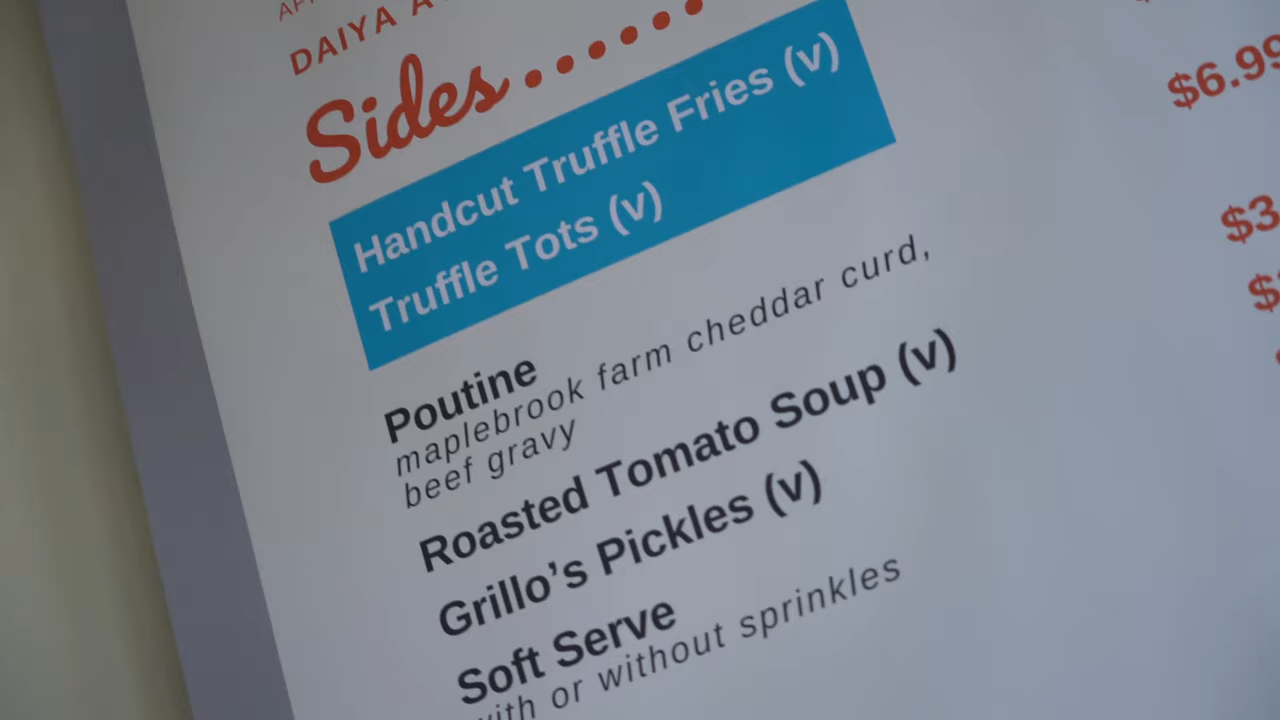 DAIYA
Sides........
Handcut Truffle Fries (v)
Truffle Tots (v)
Poutine
maplebrook farm cheddar curd,
beef gravy
Roasted Tomato Soup (v)
Grillo's Pickles (v)
Soft Serve
with or without sprinkles
$6.99
$3